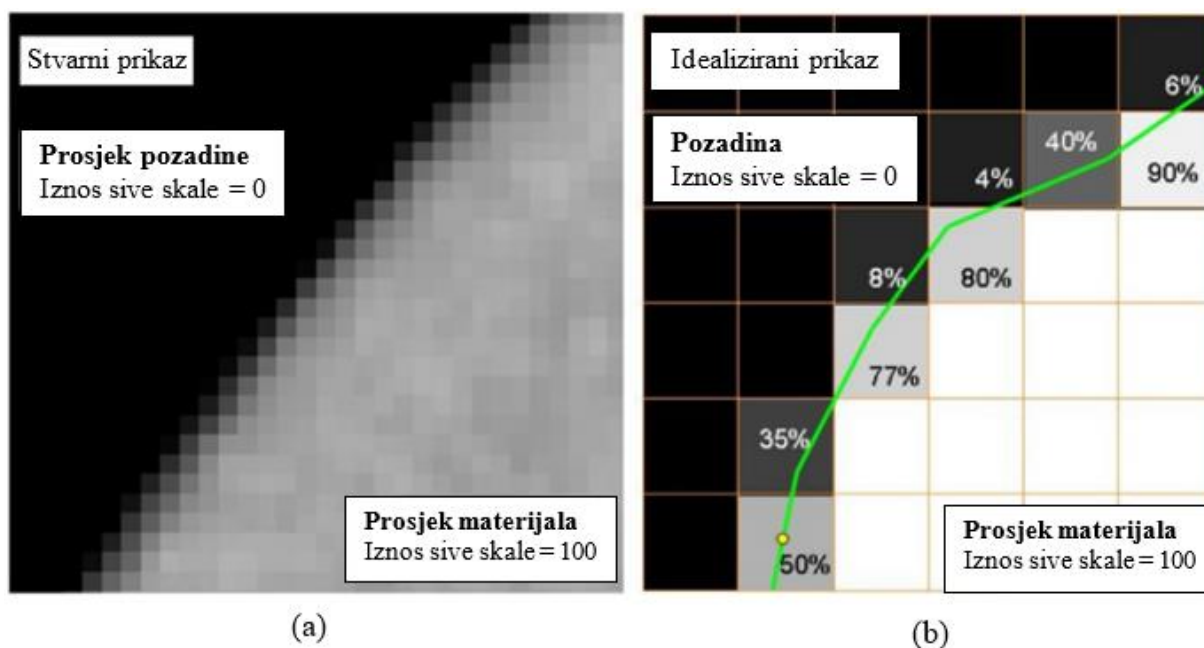 Stvarni prikaz
Prosjek pozadine
Iznos sive skale = 0
Prosjek materijala
Iznos sive skale = 100
(a)
Idealizirani prikaz
6%
Pozadina
Iznos sive skale = 0
40%
4%
90%
8%
80%
77%
35%
Prosjek materijala
Iznos sive skale = 100
50%
(b)